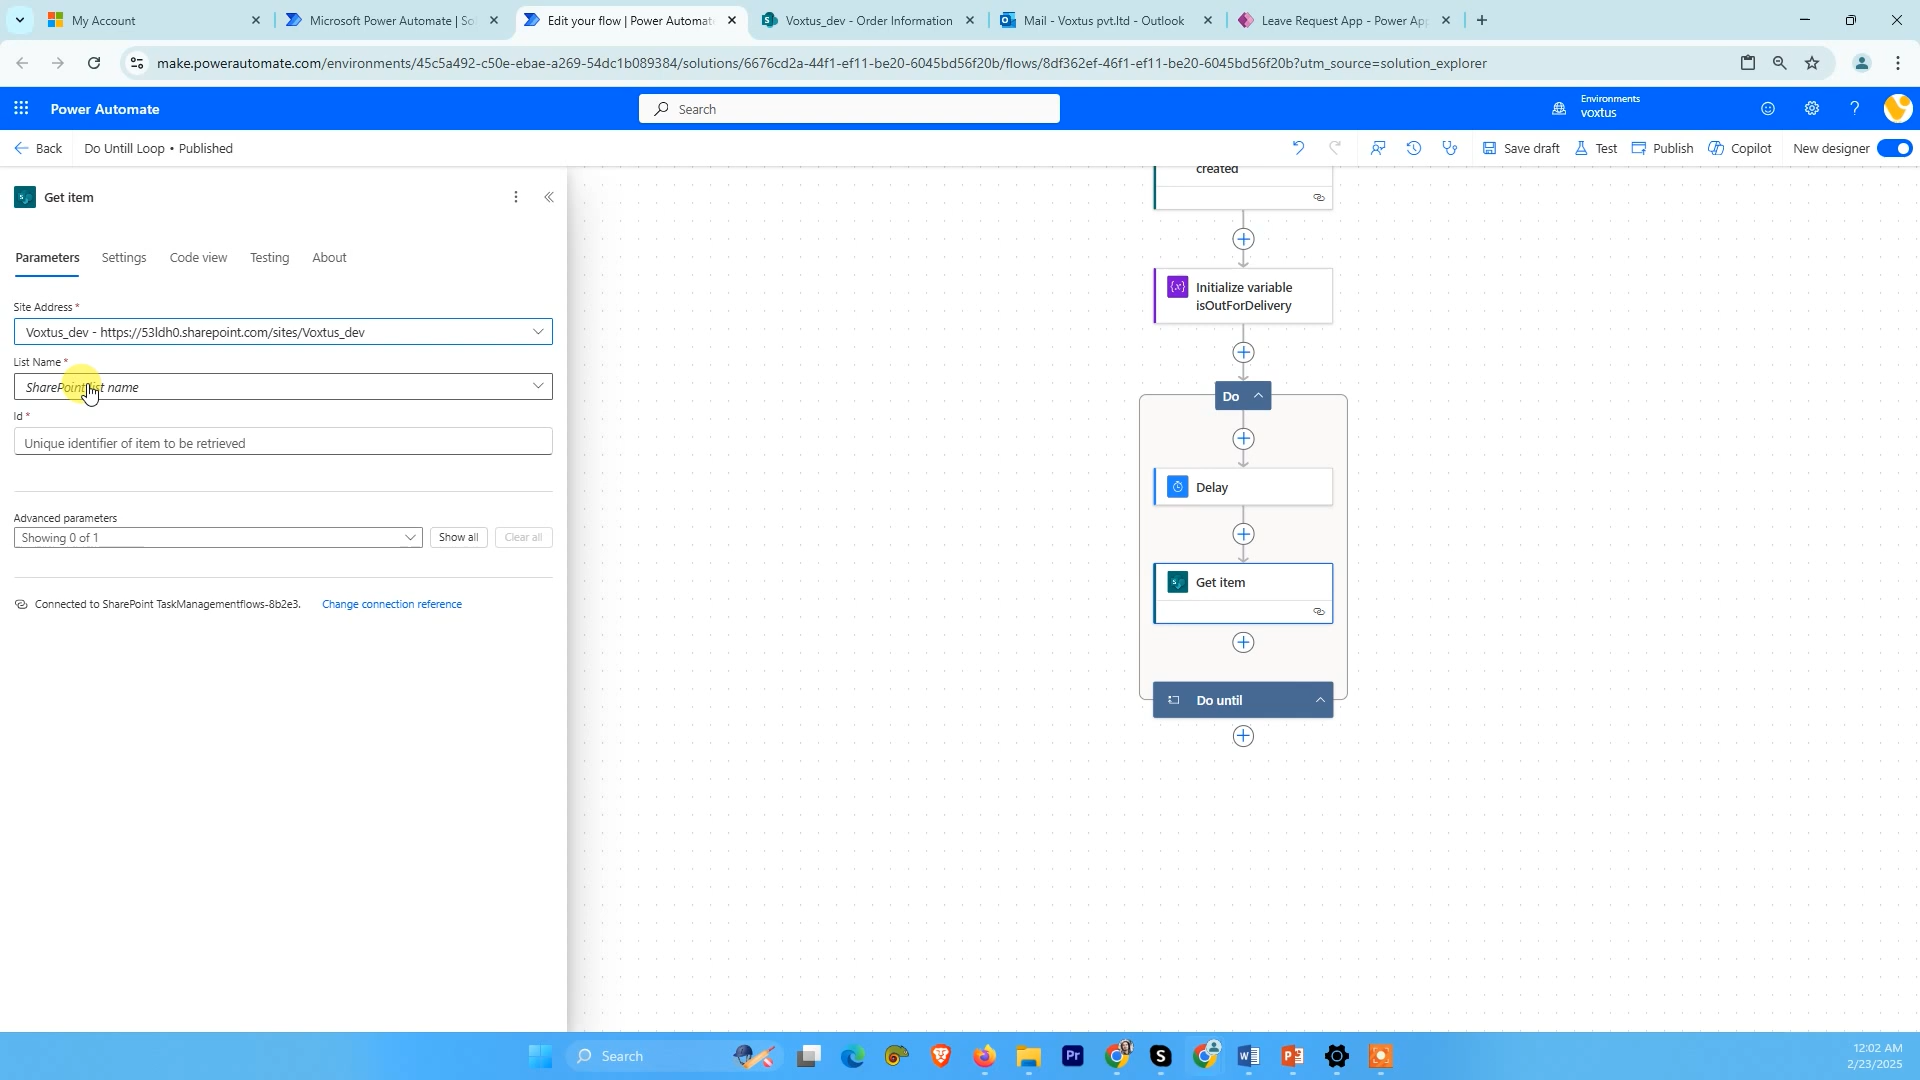 My Account
Microsoft Power Automate | So
Edit your flow | Power Automat
Voxtus_dev - Order Information
Mail - Voxtus pvt.ltd - Outlook
Leave Request App - Power Ap
make.powerautomate.com/environments/45c5a492-c50e-ebae-a269-54dc1b089384/solutions/6676cd2a-44f1-ef11-be20-6045bd56f20b/flows/8df362ef-46f1-ef11-be20-6045bd56f20b?utm_source=solution_explorer
Power Automate
Search
Environments
voxtus
Back
Do Untill Loop • Published
Save draft
Test
Publish
Copilot
New designer
Get item
Parameters
Settings
Code view
Testing
About
Site Address *
Voxtus_dev - https://53ldh0.sharepoint.com/sites/Voxtus_dev
List Name *
SharePoint list name
Id *
Unique identifier of item to be retrieved
Advanced parameters
Showing 0 of 1
Show all
Clear all
Connected to SharePoint TaskManagementflows-8b2e3.
Change connection reference
created
Initialize variable
isOutForDelivery
Do
Delay
Get item
Do until
Search
12:02 AM
2/23/2025